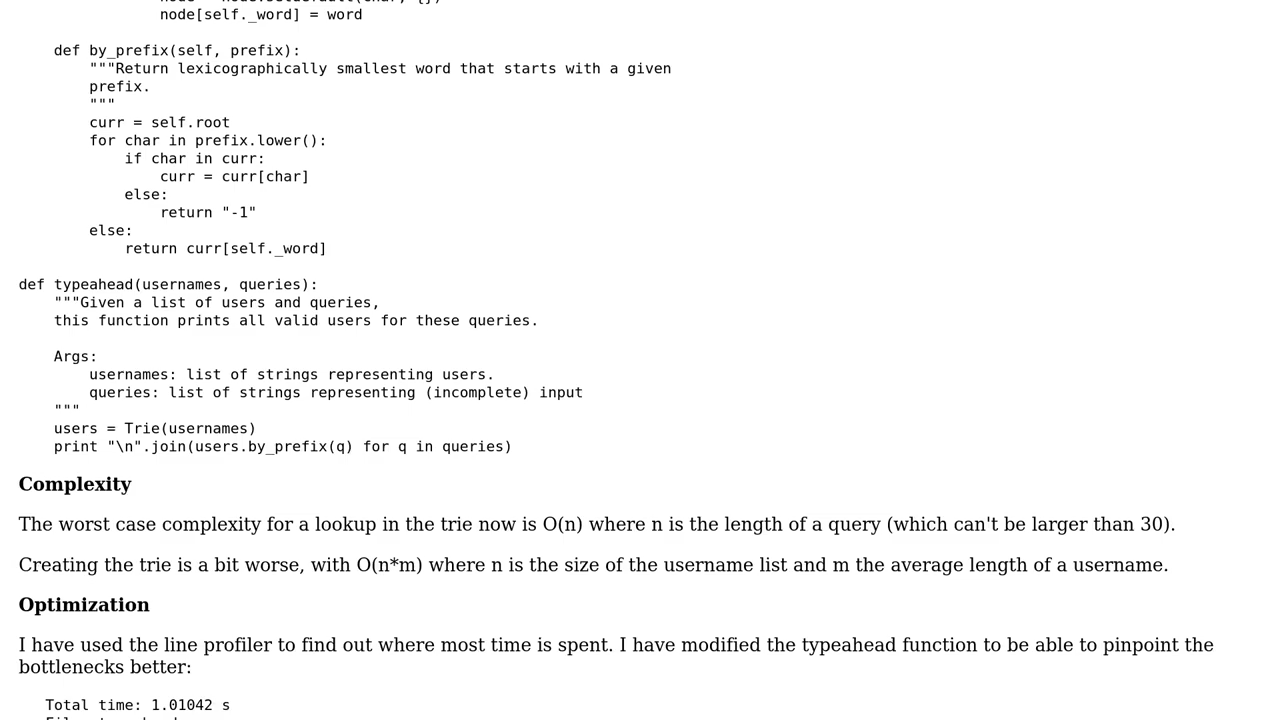 node = node.setdefault(char, {})
node[self._word] = word
def by_prefix(self, prefix):
"""Return lexicographically smallest word that starts with a given
prefix.
"""
curr = self.root
for char in prefix.lower():
if char in curr:
curr = curr[char]
else:
return "-1"
else:
return curr[self._word]
def typeahead(usernames, queries):
"""Given a list of users and queries,
this function prints all valid users for these queries.
Args:
usernames: list of strings representing users.
queries: list of strings representing (incomplete) input
"""
users = Trie(usernames)
print "\n".join(users.by_prefix(q) for q in queries)
Complexity
The worst case complexity for a lookup in the trie now is O(n) where n is the length of a query (which can't be larger than 30).
Creating the trie is a bit worse, with O(n*m) where n is the size of the username list and m the average length of a username.
Optimization
I have used the line profiler to find out where most time is spent. I have modified the typeahead function to be able to pinpoint the
bottlenecks better:
Total time: 1.01042 s